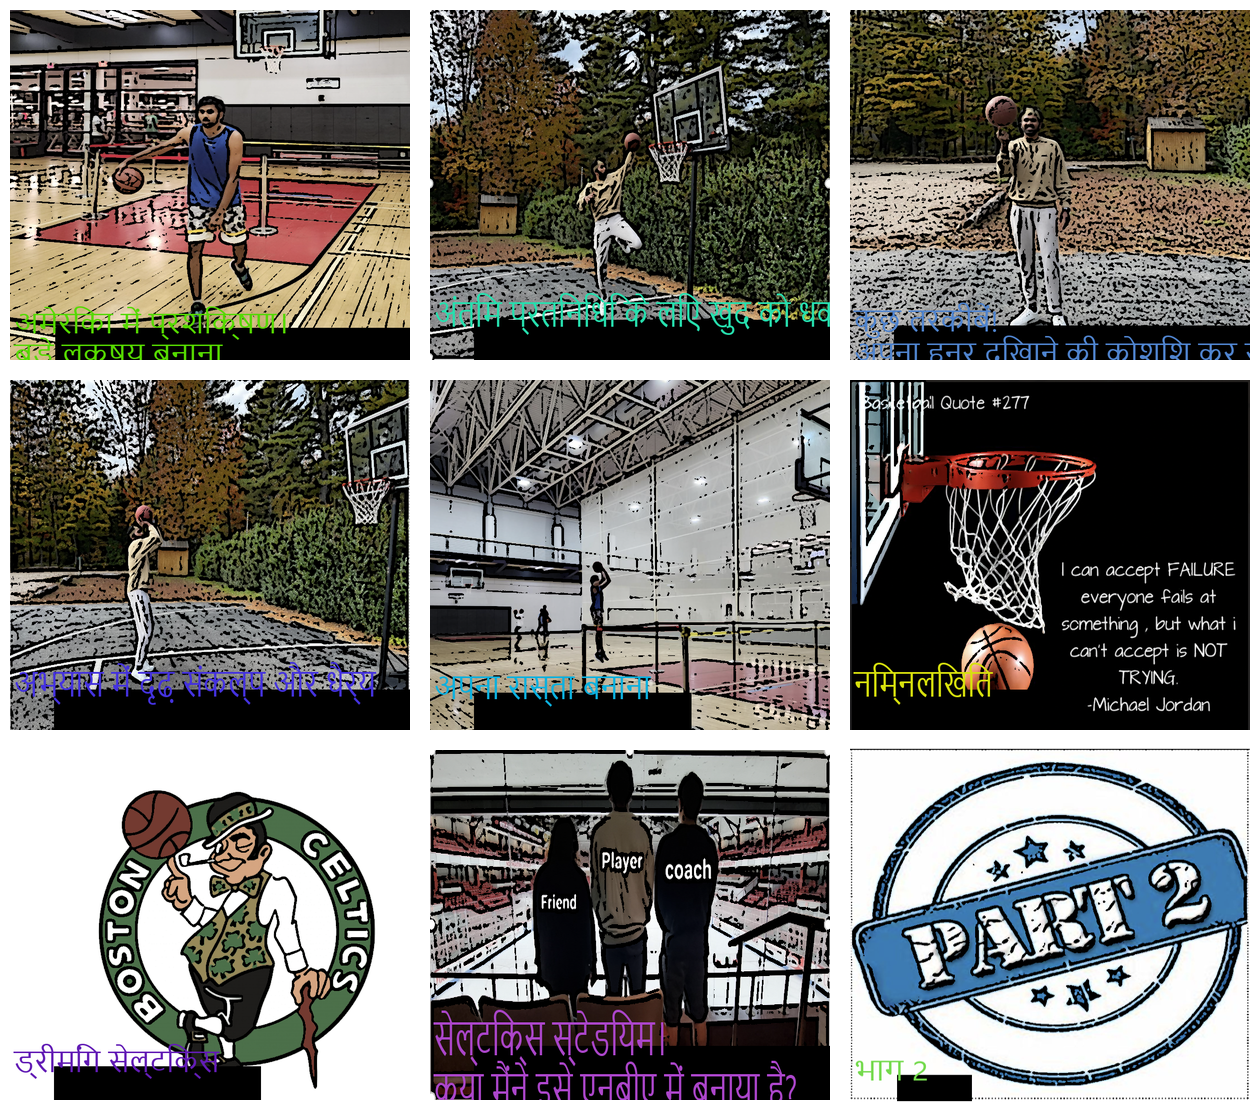 अमेरिका में प्रशिक्षण।
बड़े लक्ष्य बनाना
अंतिम प्रतिनिधि के लिए खुद को
कुछ तरकीबें!
अपना हुनर दिखाने की कोशिश कर
अभ्यास में दृढ़ संकल्प और धैर्य
अपना रास्ता बनाना
Basketball Quote #277
I can accept FAILURE
everyone fails at
something , but what i
can't accept is NOT
TRYING.
-Michael Jordan
निम्नलिखित
BOSTON CELTICS
ड्रीमिंग सेल्टिक्स
Friend
Player
coach
सेल्टिक्स स्टेडियम।
क्या मैंने इसे एनबीए में बनाया है?
PART 2
भाग 2